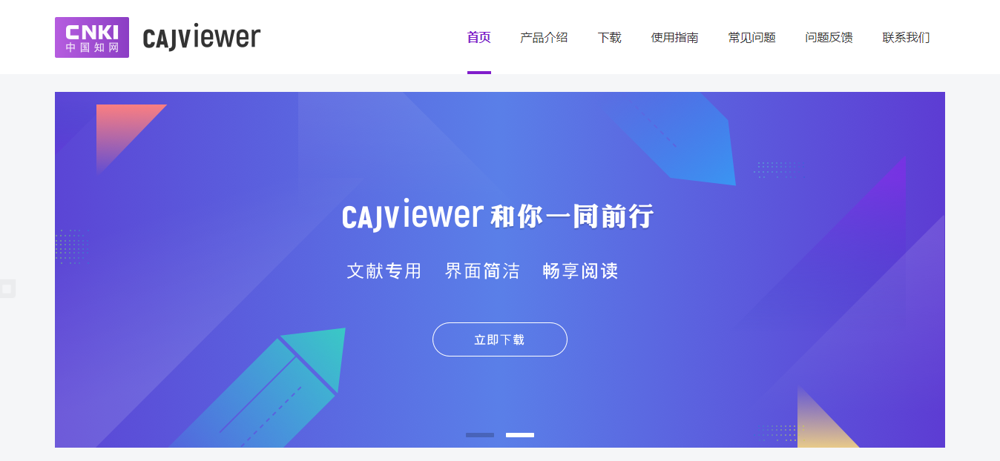 CNKI
中国知网
CAJViewer
首页 产品介绍 下载 使用指南 常见问题 问题反馈 联系我们
CAJViewer 和你一同前行
文献专用 界面简洁 畅享阅读
立即下载